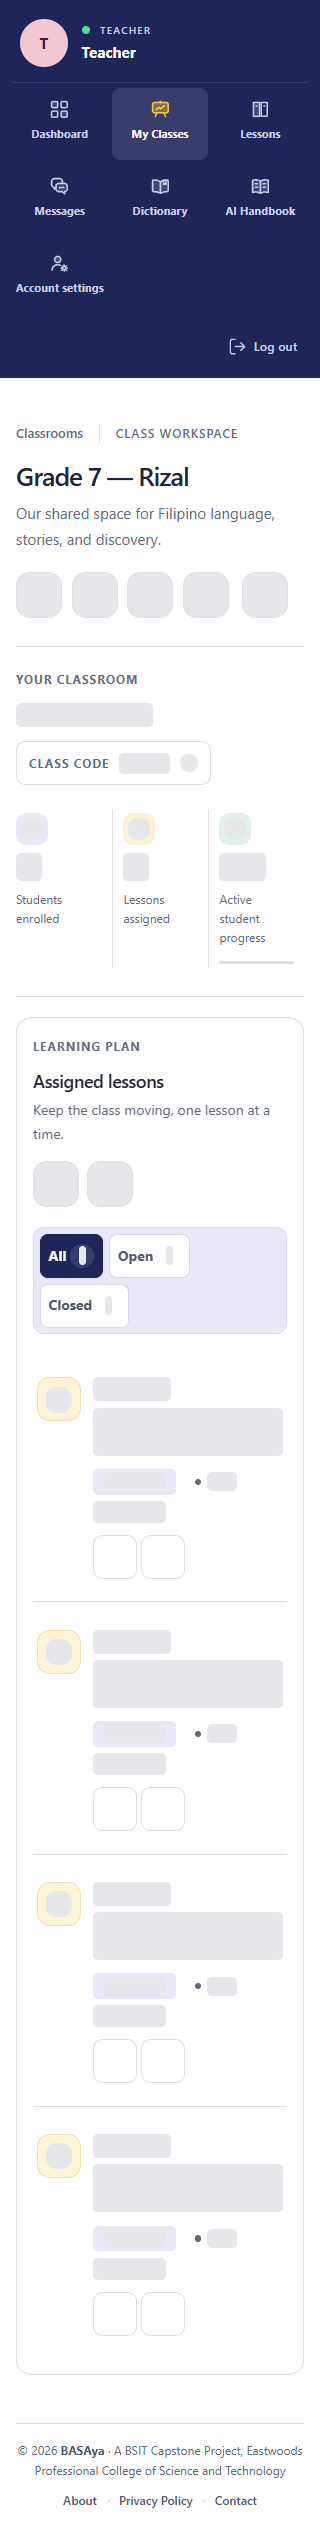 T
TEACHER
Teacher
Dashboard
My Classes
Lessons
Messages
Dictionary
AI Handbook
Account settings
Log out
Classrooms
CLASS WORKSPACE
Grade 7 — Rizal
Our shared space for Filipino language,
stories, and discovery.
YOUR CLASSROOM
CLASS CODE
Students
enrolled
Lessons
assigned
Active
student
progress
LEARNING PLAN
Assigned lessons
Keep the class moving, one lesson at a
time.
All
Open
Closed
© 2026 BASAya · A BSIT Capstone Project, Eastwoods
Professional College of Science and Technology
About · Privacy Policy · Contact